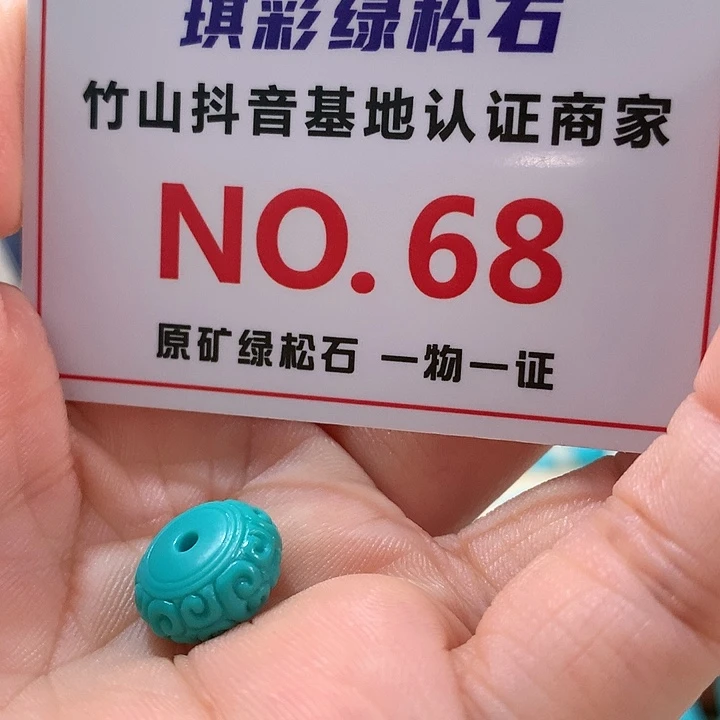 琪彩绿松石
竹山抖音基地认证商家
NO.68
原矿绿松石 一物一证